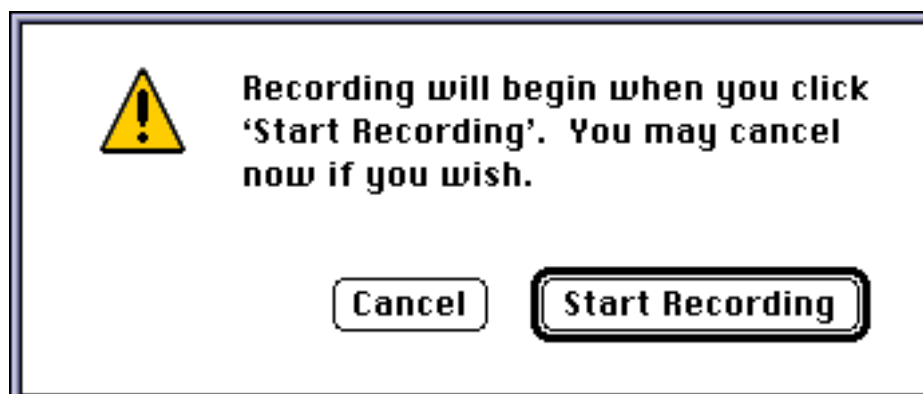 Recording will begin when you click
‘Start Recording’.  You may cancel
now if you wish.
Cancel
Start Recording